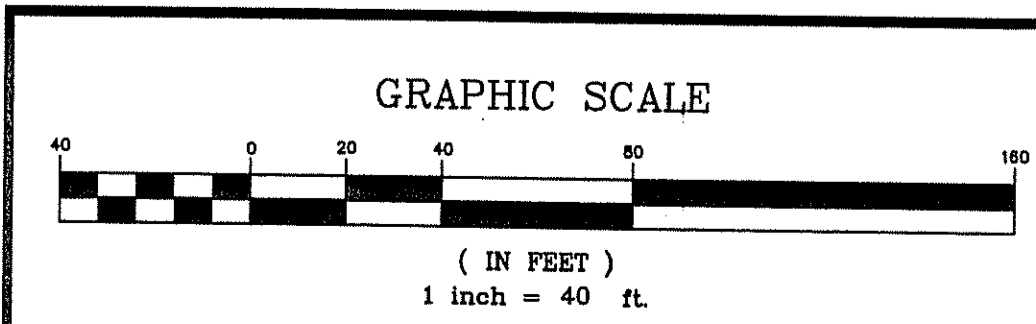 GRAPHIC SCALE
40 0 20 40 80 160
( IN FEET )
1 inch = 40 ft.